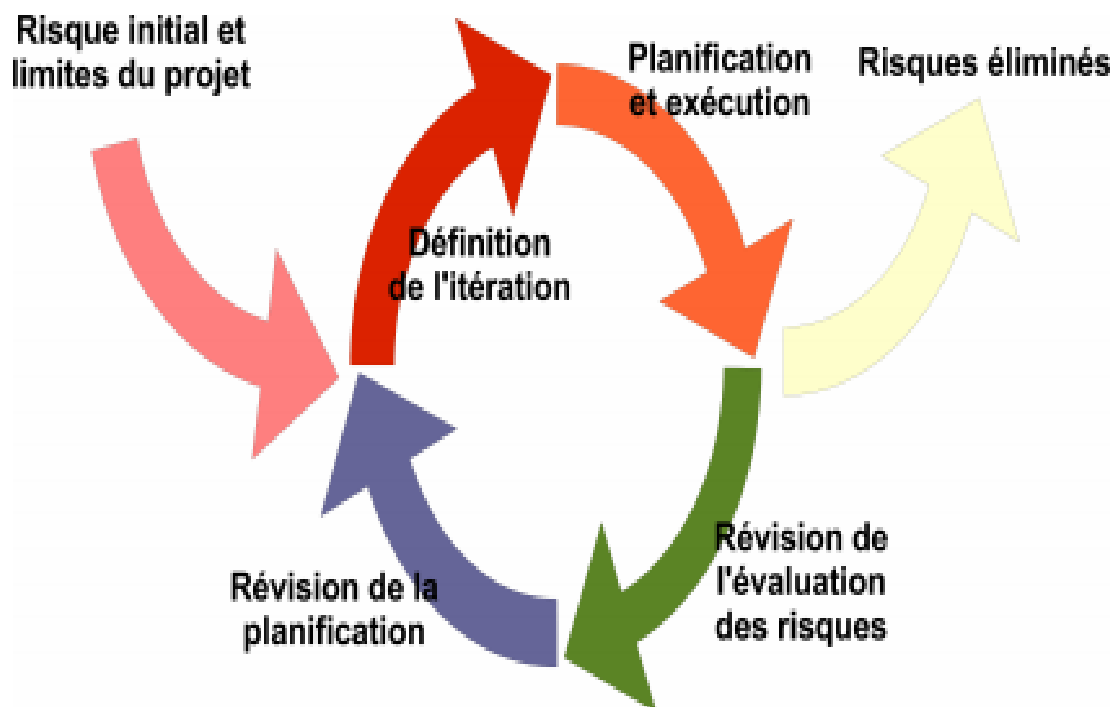 Risque initial et
limites du projet
Planification
et exécution
Risques éliminés
Définition
de l'itération
Révision de
l'évaluation
des risques
Révision de la
planification